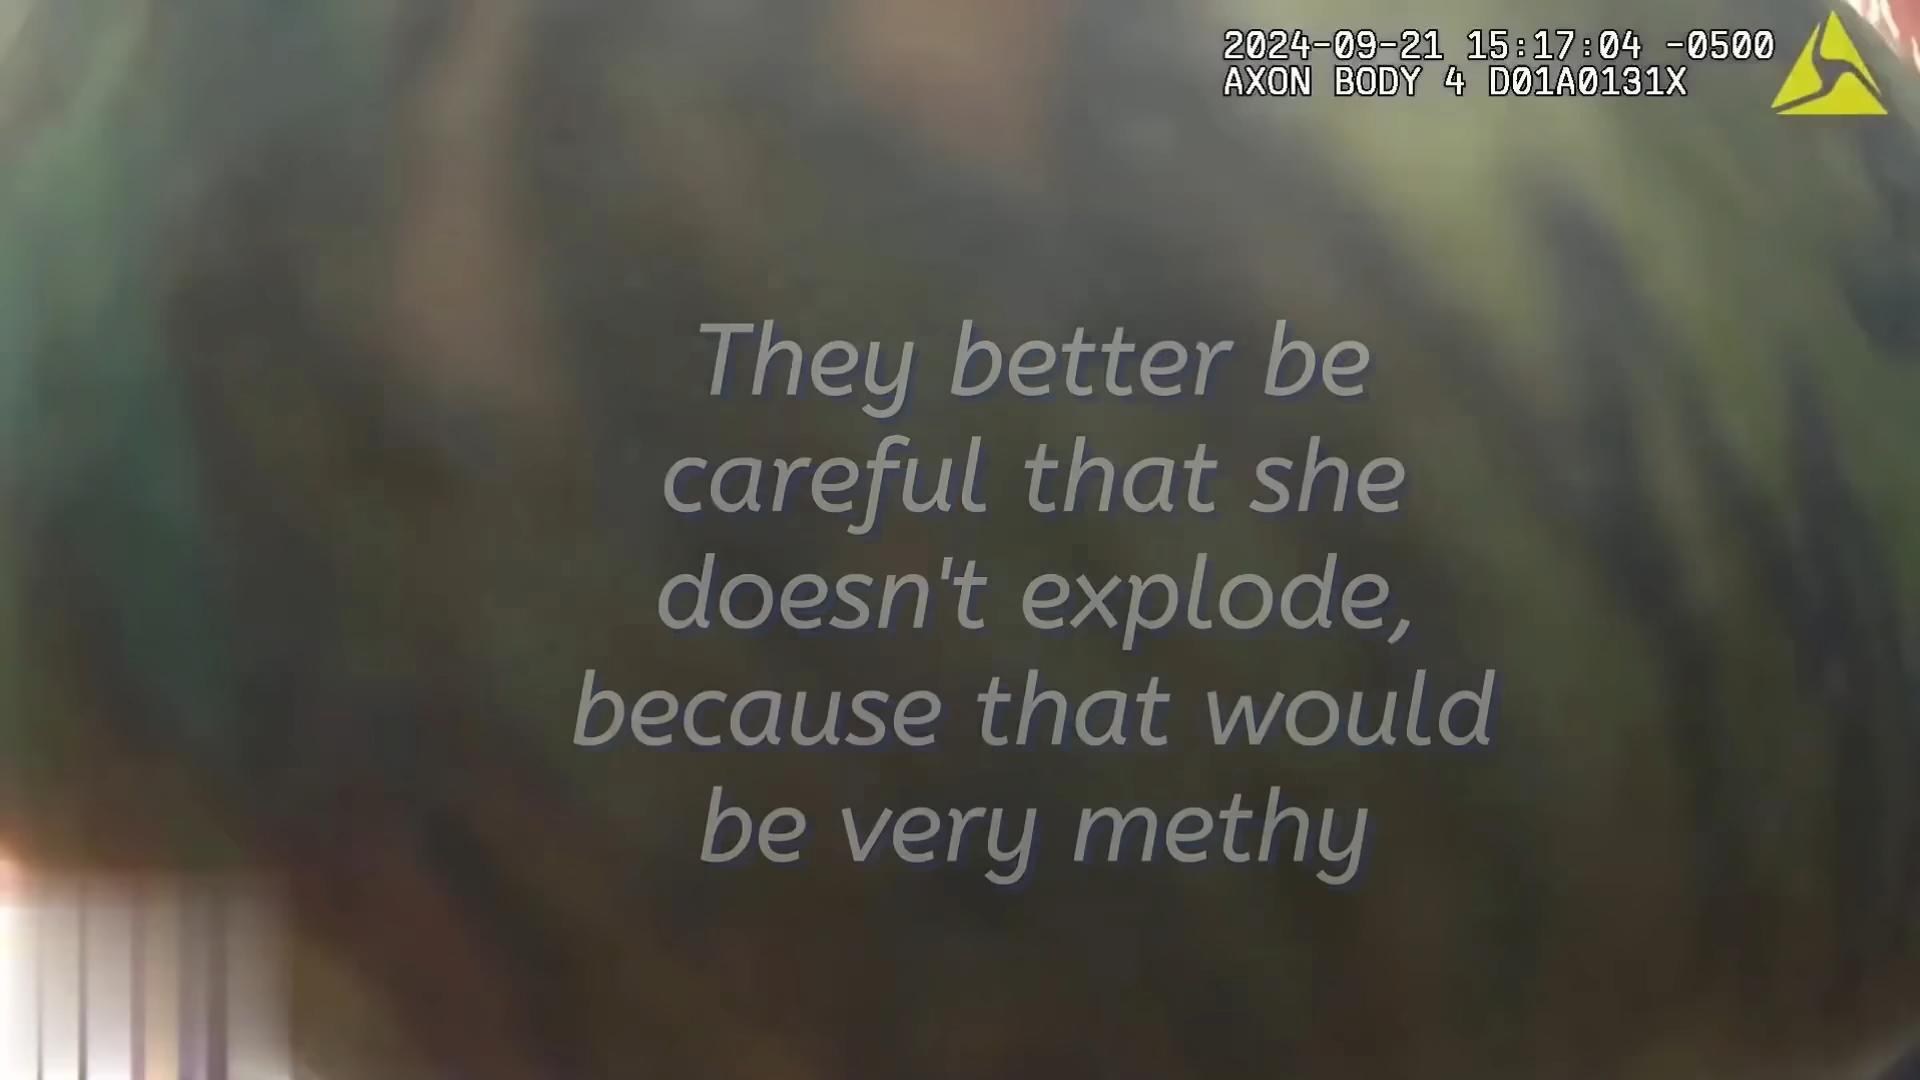 2024-09-21 15:17:04 -0500
AXON BODY 4 D01A0131X
They better be
careful that she
doesn't explode,
because that would
be very methy